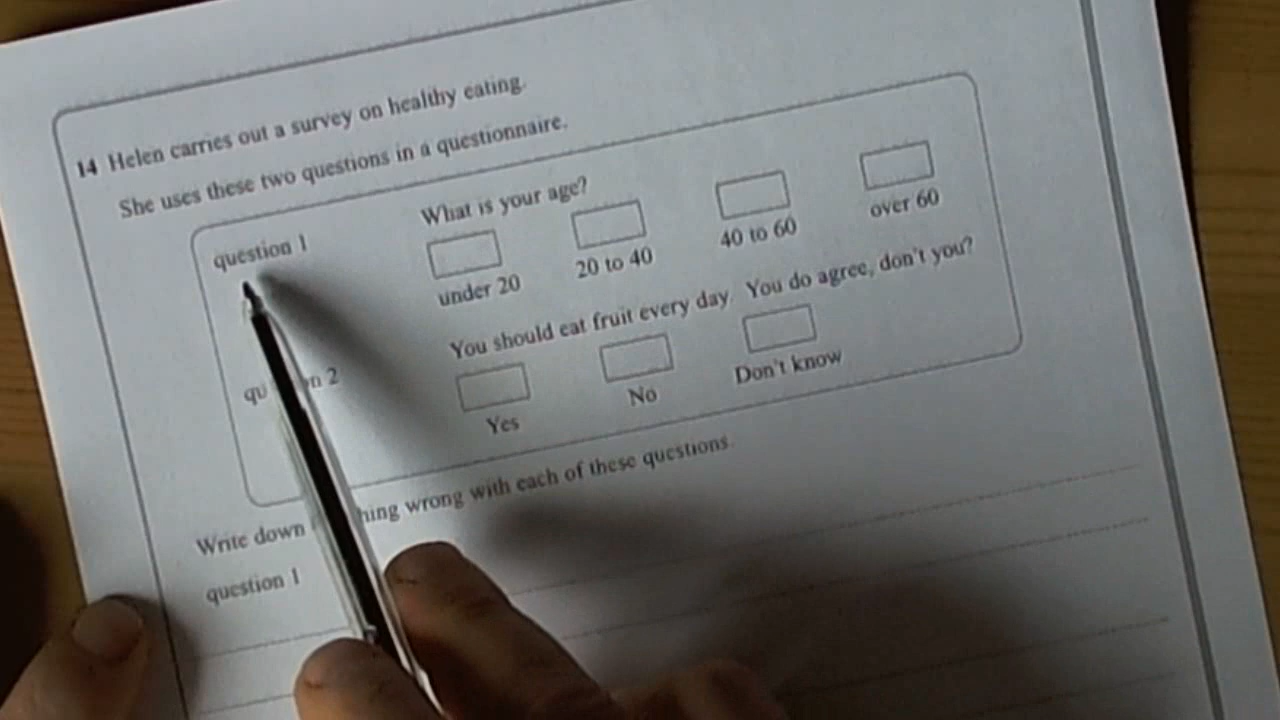 14 Helen carries out a survey on healthy eating.
She uses these two questions in a questionnaire.
question 1 What is your age?
under 20 20 to 40 40 to 60 over 60
You should eat fruit every day. You do agree, don't you?
2
Yes No Don't know
Write down wrong with each of these questions.
question 1